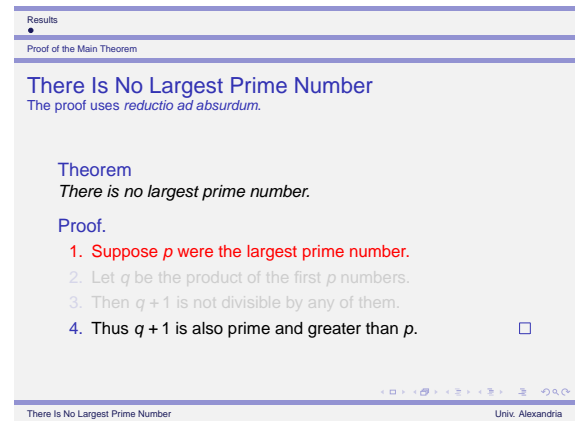 Results
Proof of the Main Theorem
There Is No Largest Prime Number
The proof uses reductio ad absurdum.
Theorem
There is no largest prime number.
Proof.
1. Suppose p were the largest prime number.
2. Let q be the product of the first p numbers.
3. Then q + 1 is not divisible by any of them.
4. Thus q + 1 is also prime and greater than p.
There Is No Largest Prime Number Univ. Alexandria